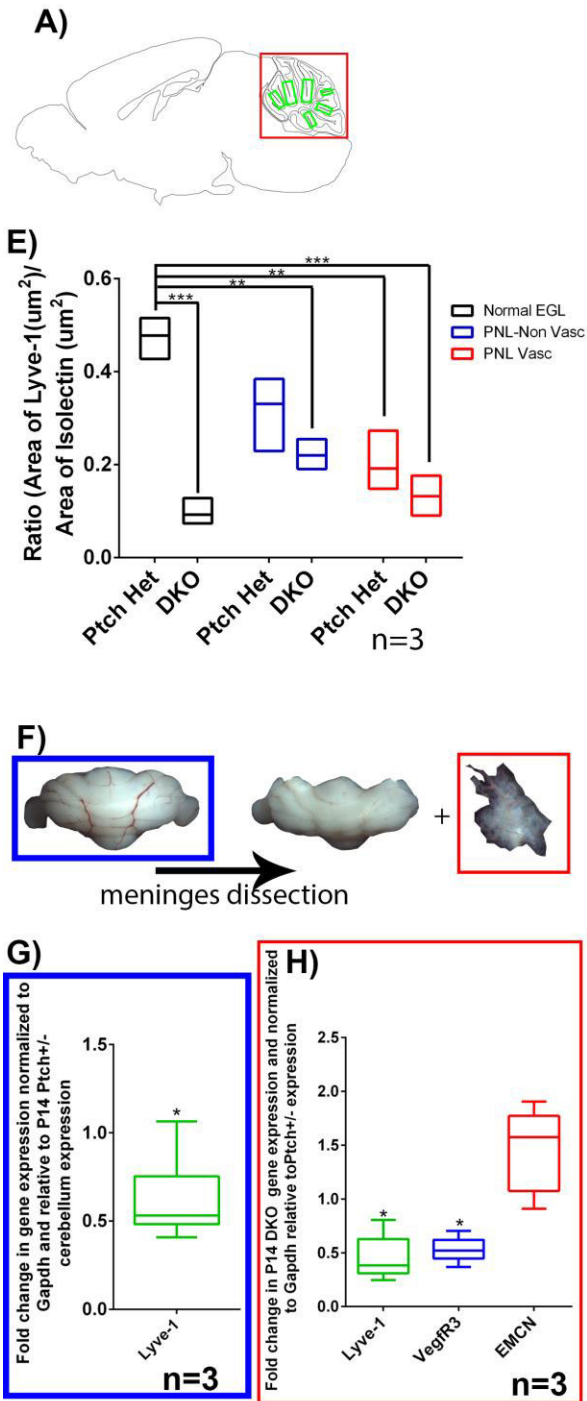 A)
E)
Ratio (Area of Lyve-1(um²)/
Area of Isolectin (um²)
0.6
0.4
0.2
0.0
***
**
**
***
Normal EGL
PNL-Non Vasc
PNL Vasc
Ptch Het
DKO
Ptch Het
DKO
Ptch Het
DKO
n=3
F)
+
meninges dissection
G)
Fold change in gene expression normalized to
Gapdh and relative to P14 Ptch+/-
cerebellum expression
1.5
1.0
0.5
0.0
*
Lyve-1
n=3
H)
Fold change in P14 DKO gene expression and normalized
to Gapdh relative toPtch+/- expression
2.5
2.0
1.5
1.0
0.5
0.0
*
*
Lyve-1
VegfR3
EMCN
n=3